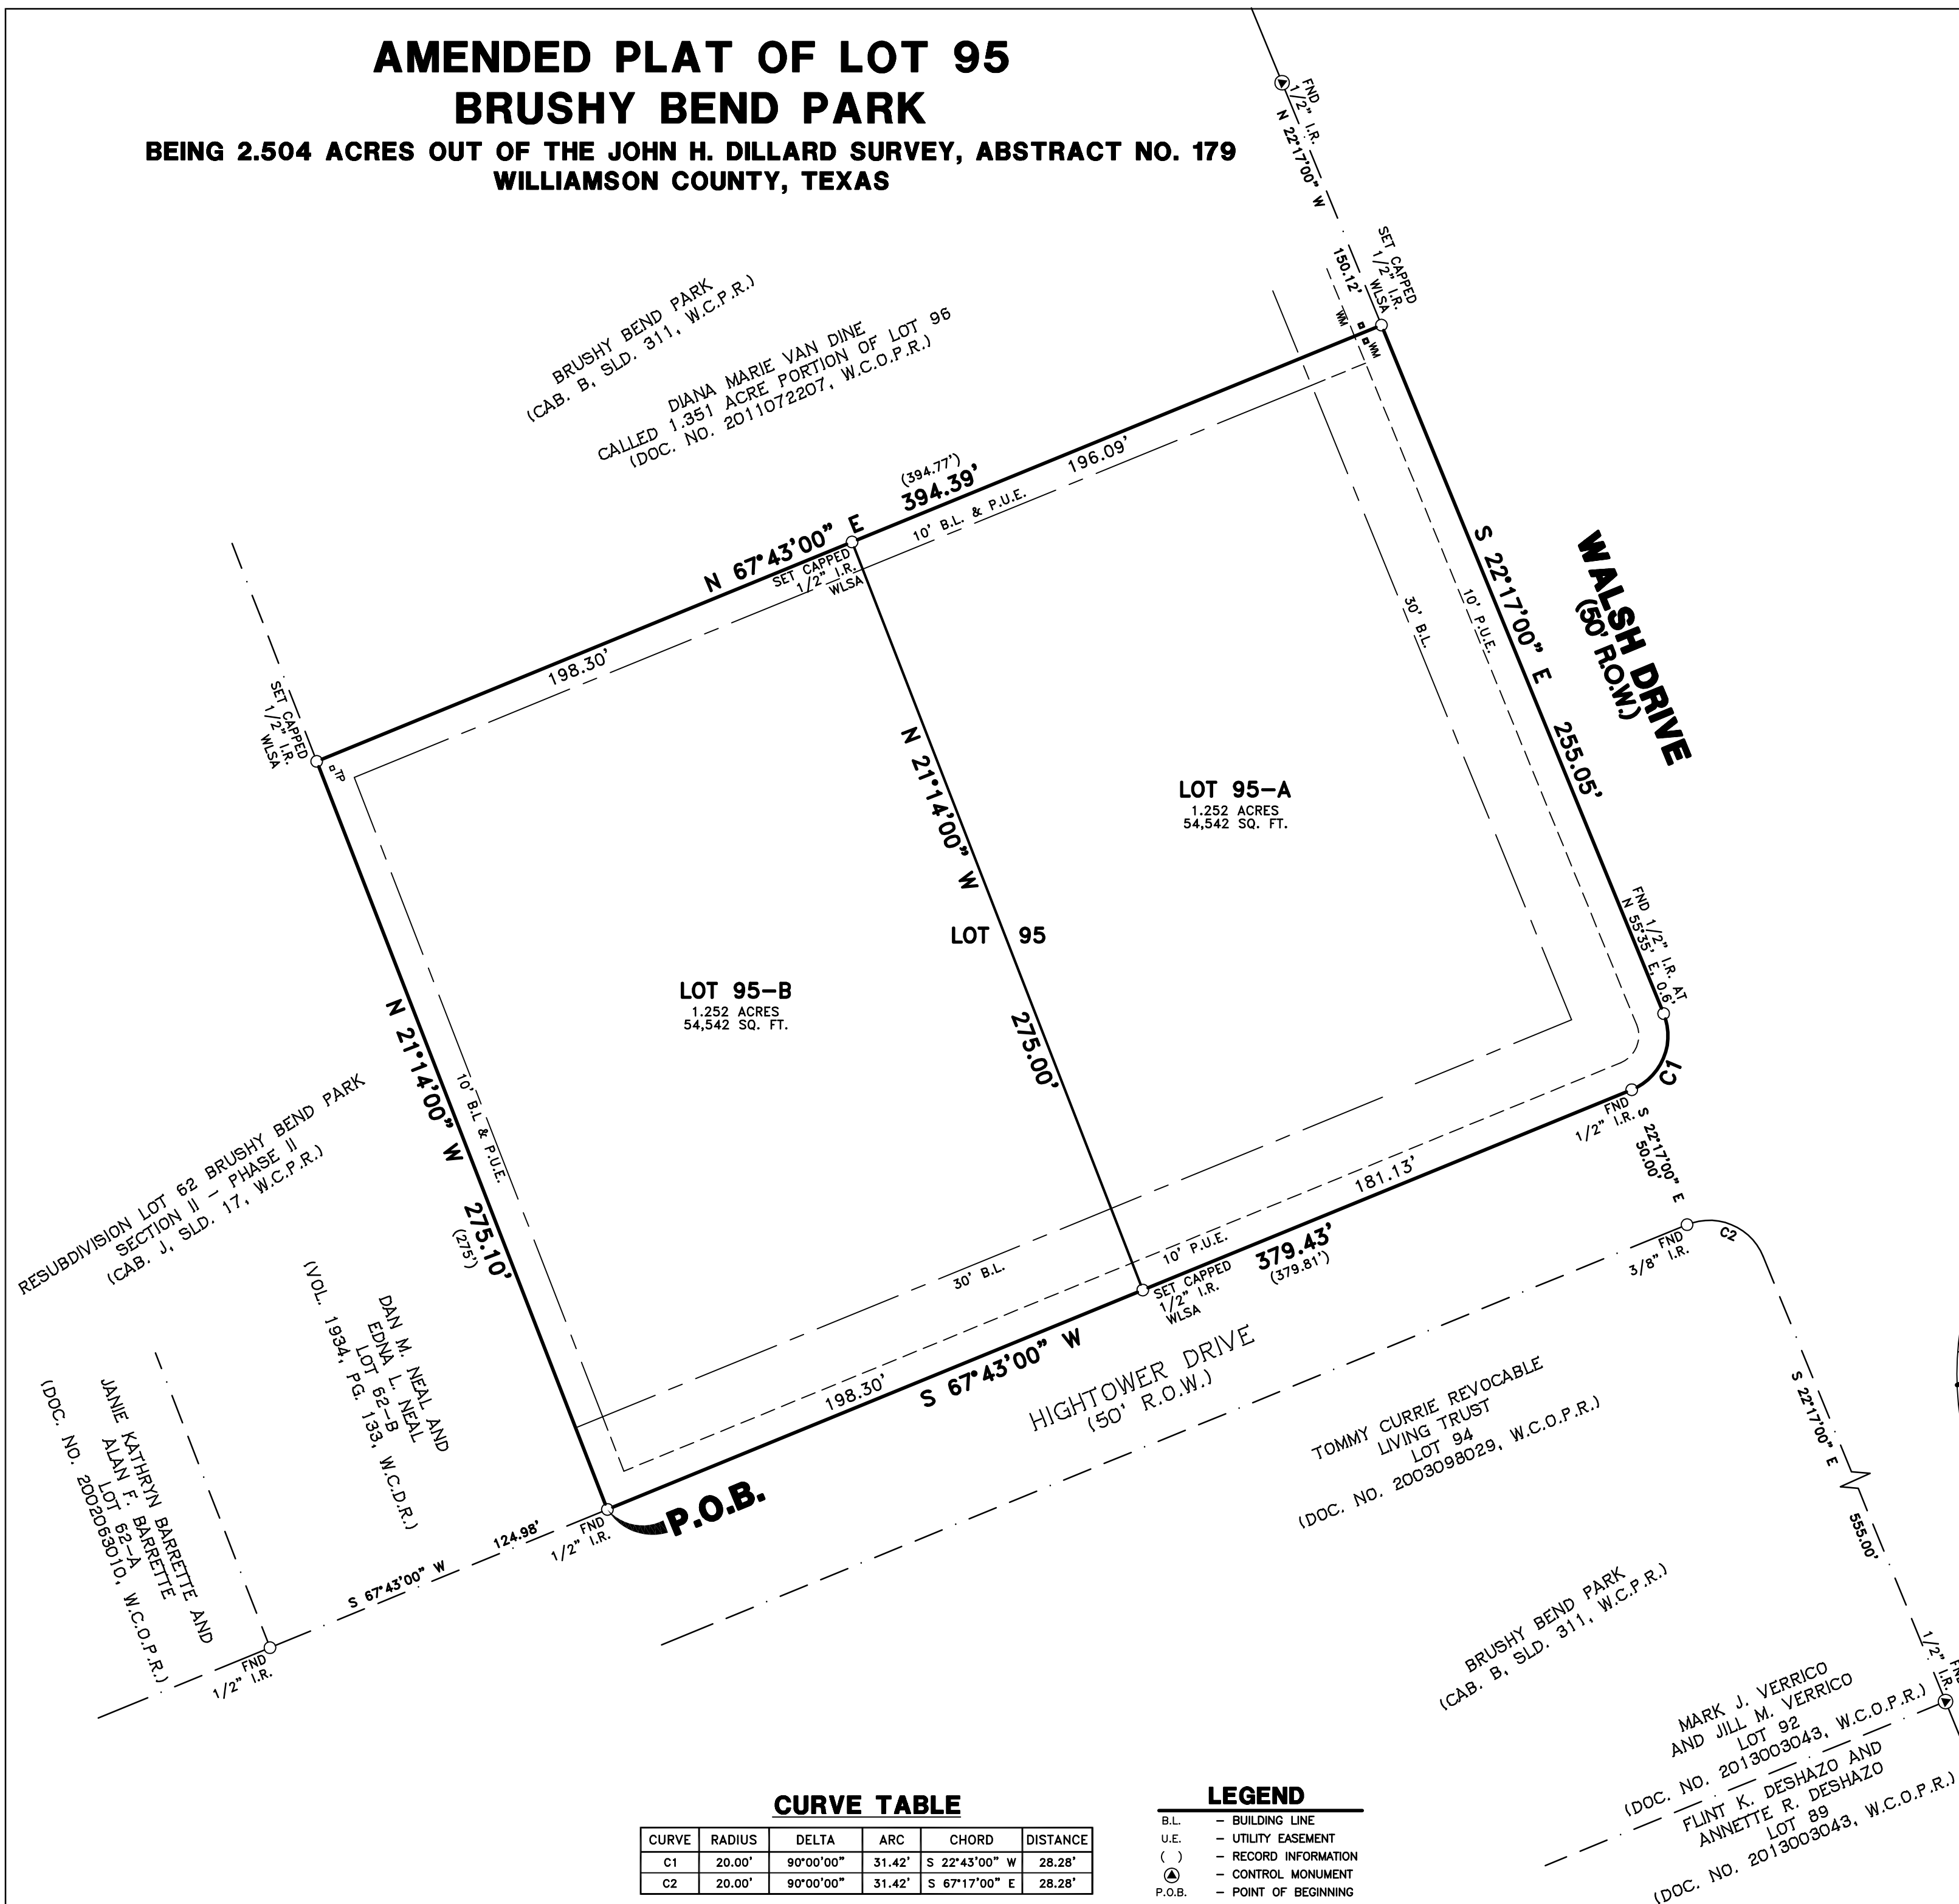 AMENDED PLAT OF LOT 95
BRUSHY BEND PARK
BEING 2.504 ACRES OUT OF THE JOHN H. DILLARD SURVEY, ABSTRACT NO. 179
WILLIAMSON COUNTY, TEXAS
FND
1/2" I.R.
N 22°17'00" W
150.12'
SET CAPPED
1/2" I.R.
WLSA
WM
WM
BRUSHY BEND PARK
(CAB. B, SLD. 311, W.C.P.R.)
DIANA MARIE VAN DINE
CALLED 1.351 ACRE PORTION OF LOT 96
(DOC. NO. 2011072207, W.C.O.P.R.)
N 67°43'00" E
(394.77')
394.39'
196.09'
10' B.L. & P.U.E.
SET CAPPED
1/2" I.R.
WLSA
198.30'
SET CAPPED
1/2" I.R.
WLSA
TP
S 22°17'00" E
255.05'
WALSH DRIVE
(50' R.O.W.)
10' P.U.E.
30' B.L.
N 21°14'00" W
275.00'
LOT 95-A
1.252 ACRES
54,542 SQ. FT.
LOT 95
LOT 95-B
1.252 ACRES
54,542 SQ. FT.
FND 1/2" I.R. AT
N 55°35' E, 0.6'
C1
FND
1/2" I.R.
S 22°17'00" E
50.00'
N 21°14'00" W
275.10'
(275')
10' B.L & P.U.E.
RESUBDIVISION LOT 62 BRUSHY BEND PARK
SECTION II - PHASE II
(CAB. J, SLD. 17, W.C.P.R.)
DAN M. NEAL AND
EDNA L. NEAL
LOT 62-B
(VOL. 1934, PG. 133, W.C.D.R.)
JANIE KATHRYN BARRETTE AND
ALAN F. BARRETTE
LOT 62-A
(DOC. NO. 2002063010, W.C.O.P.R.)
30' B.L.
10' P.U.E.
181.13'
379.43'
(379.81')
SET CAPPED
1/2" I.R.
WLSA
198.30'
S 67°43'00" W
HIGHTOWER DRIVE
(50' R.O.W.)
P.O.B.
FND
1/2" I.R.
124.98'
S 67°43'00" W
FND
1/2" I.R.
FND
3/8" I.R.
C2
S 22°17'00" E
555.00'
TOMMY CURRIE REVOCABLE
LIVING TRUST
LOT 94
(DOC. NO. 2003098029, W.C.O.P.R.)
BRUSHY BEND PARK
(CAB. B, SLD. 311, W.C.P.R.)
1/2" I.R.
MARK J. VERRICO
AND JILL M. VERRICO
LOT 92
(DOC. NO. 2013003043, W.C.O.P.R.)
FLINT K. DESHAZO AND
ANNETTE R. DESHAZO
LOT 89
(DOC. NO. 2013003043, W.C.O.P.R.)
CURVE TABLE
CURVE RADIUS DELTA ARC CHORD DISTANCE
C1 20.00' 90°00'00" 31.42' S 22°43'00" W 28.28'
C2 20.00' 90°00'00" 31.42' S 67°17'00" E 28.28'
LEGEND
B.L. - BUILDING LINE
U.E. - UTILITY EASEMENT
( ) - RECORD INFORMATION
- CONTROL MONUMENT
P.O.B. - POINT OF BEGINNING